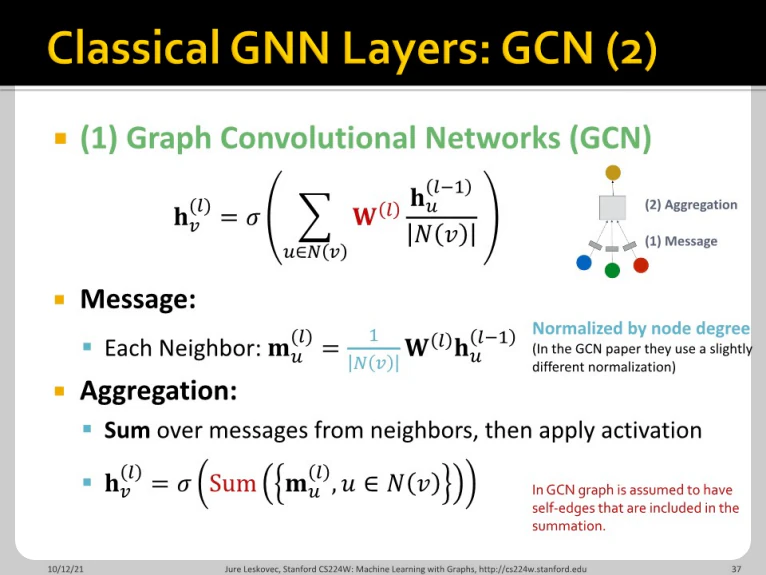 Classical GNN Layers: GCN (2)
(1) Graph Convolutional Networks (GCN)
h_v^{(l)} = σ(∑_{u∈N(v)} W^{(l)} h_u^{(l−1)} / |N(v)|)
(2) Aggregation
(1) Message
Message:
Each Neighbor: m_u^{(l)} = 1/|N(v)| W^{(l)} h_u^{(l−1)}
Normalized by node degree
(In the GCN paper they use a slightly
different normalization)
Aggregation:
Sum over messages from neighbors, then apply activation
h_v^{(l)} = σ(Sum({m_u^{(l)}, u ∈ N(v)}))
In GCN graph is assumed to have
self-edges that are included in the
summation.
10/12/21
Jure Leskovec, Stanford CS224W: Machine Learning with Graphs, http://cs224w.stanford.edu
37